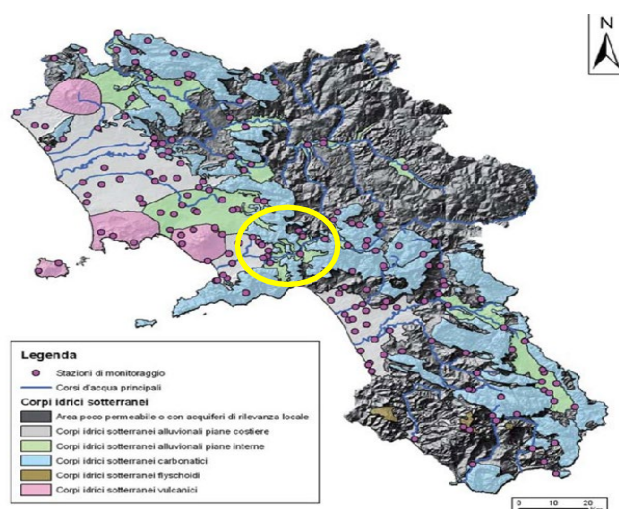 N
Legenda
Stazioni di monitoraggio
Corsi d'acqua principali
Corpi idrici sotterranei
Area poco permeabile o con acquiferi di rilevanza locale
Corpi idrici sotterranei alluvionali piane costiere
Corpi idrici sotterranei alluvionali piane interne
Corpi idrici sotterranei carbonatici
Corpi idrici sotterranei flyschoidi
Corpi idrici sotterranei vulcanici
0 10 20